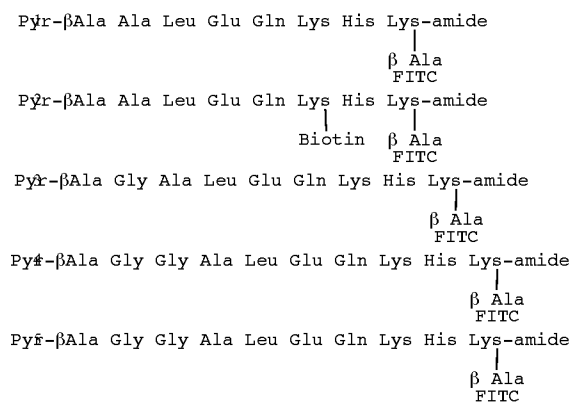 Pyr-βAla Ala Leu Glu Gln Lys His Lys-amide
β Ala
FITC
Pyr-βAla Ala Leu Glu Gln Lys His Lys-amide
Biotin β Ala
FITC
Pyr-βAla Gly Ala Leu Glu Gln Lys His Lys-amide
β Ala
FITC
Pyr-βAla Gly Gly Ala Leu Glu Gln Lys His Lys-amide
β Ala
FITC
Pyr-βAla Gly Gly Ala Leu Glu Gln Lys His Lys-amide
β Ala
FITC